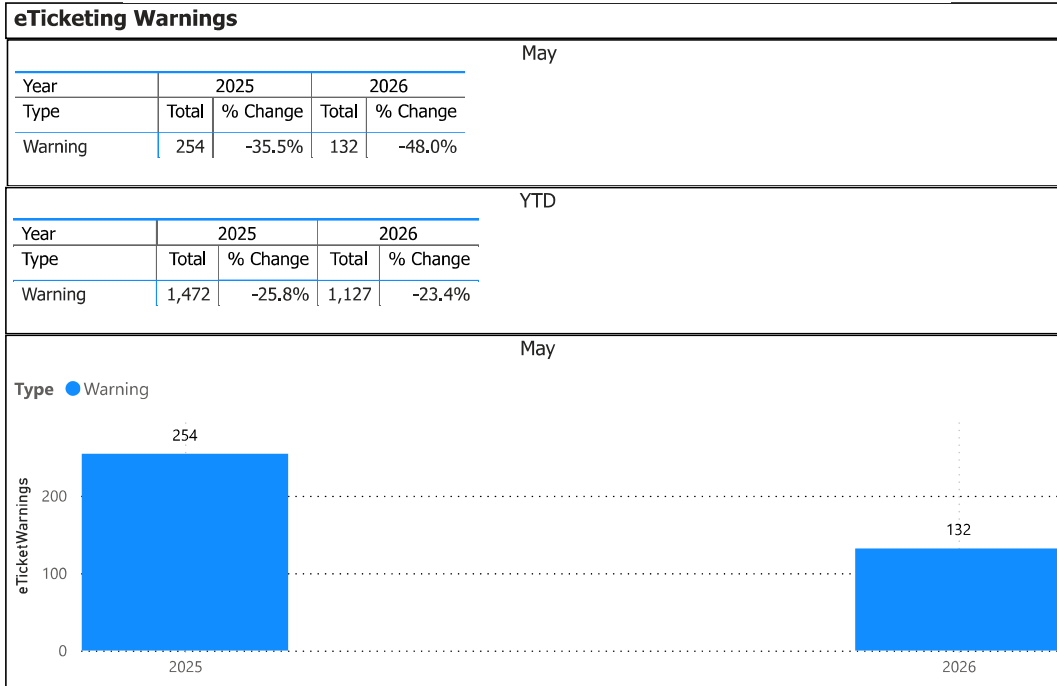 eTicketing Warnings
May
Year 2025 2026
Type Total % Change Total % Change
Warning 254 -35.5% 132 -48.0%
YTD
Year 2025 2026
Type Total % Change Total % Change
Warning 1,472 -25.8% 1,127 -23.4%
May
Type Warning
254
132
eTicketWarnings
200
100
0
2025 2026